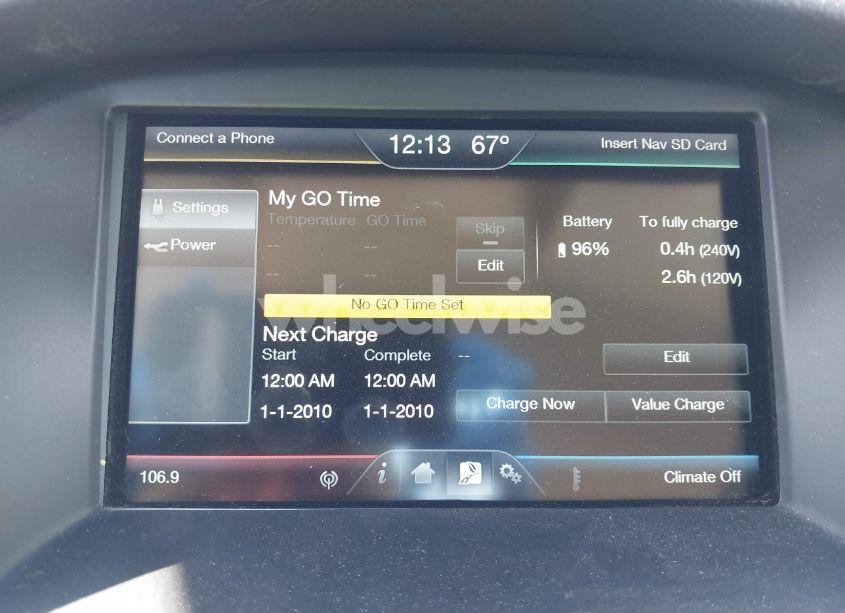 Connect a Phone
12:13 67°
Insert Nav SD Card
Settings
Power
My GO Time
Temperature GO Time
-- --
-- --
Skip
Edit
Battery
96%
To fully charge
0.4h (240V)
2.6h (120V)
No GO Time Set
wheelwise
Next Charge
Start Complete --
12:00 AM 12:00 AM
1-1-2010 1-1-2010
Edit
Charge Now
Value Charge
106.9
i
Climate Off